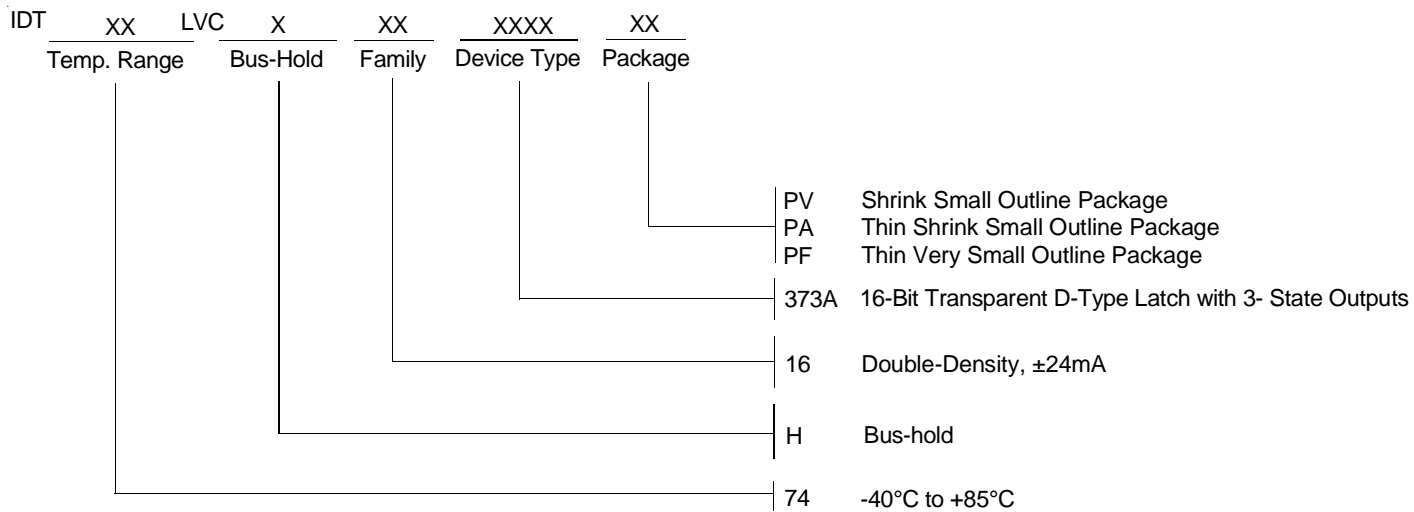 IDT XX LVC X XX XXXX XX
Temp. Range Bus-Hold Family Device Type Package
PV Shrink Small Outline Package
PA Thin Shrink Small Outline Package
PF Thin Very Small Outline Package
373A 16-Bit Transparent D-Type Latch with 3- State Outputs
16 Double-Density, ±24mA
H Bus-hold
74 -40°C to +85°C